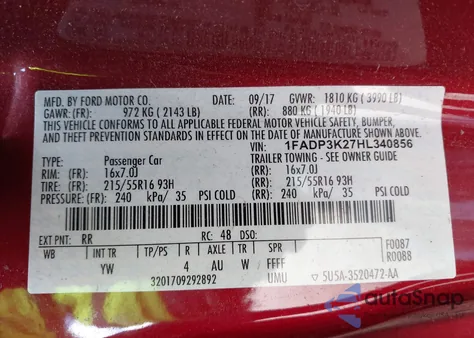 MFD. BY FORD MOTOR CO. DATE: 09/17 GVWR: 1810 KG ( 3990 LB)
GAWR: (FR): 972 KG ( 2143 LB) (RR): 880 KG ( 1940 LB)
THIS VEHICLE CONFORMS TO ALL APPLICABLE FEDERAL MOTOR VEHICLE SAFETY, BUMPER,
AND THEFT PREVENTION STANDARDS IN EFFECT ON THE DATE OF MANUFACTURE SHOWN ABOVE.
VIN: 1FADP3K27HL340856
TYPE: Passenger Car TRAILER TOWING - SEE OWNER GUIDE
RIM: (FR) 16x7.0J (RR) 16x7.0J
TIRE: (FR) 215/55R16 93H (RR) 215/55R16 93H
PRESSURE: (FR) 240 kPa/ 35 PSI COLD (RR) 240 kPa/ 35 PSI COLD
EXT PNT: RR RC: 48 DSO: F0087
WB INT TR TP/PS R AXLE TR SPR R0088
YW 4 AU W FFFF
3201709292892 UMU 5U5A-3520472-AA
autoSnap